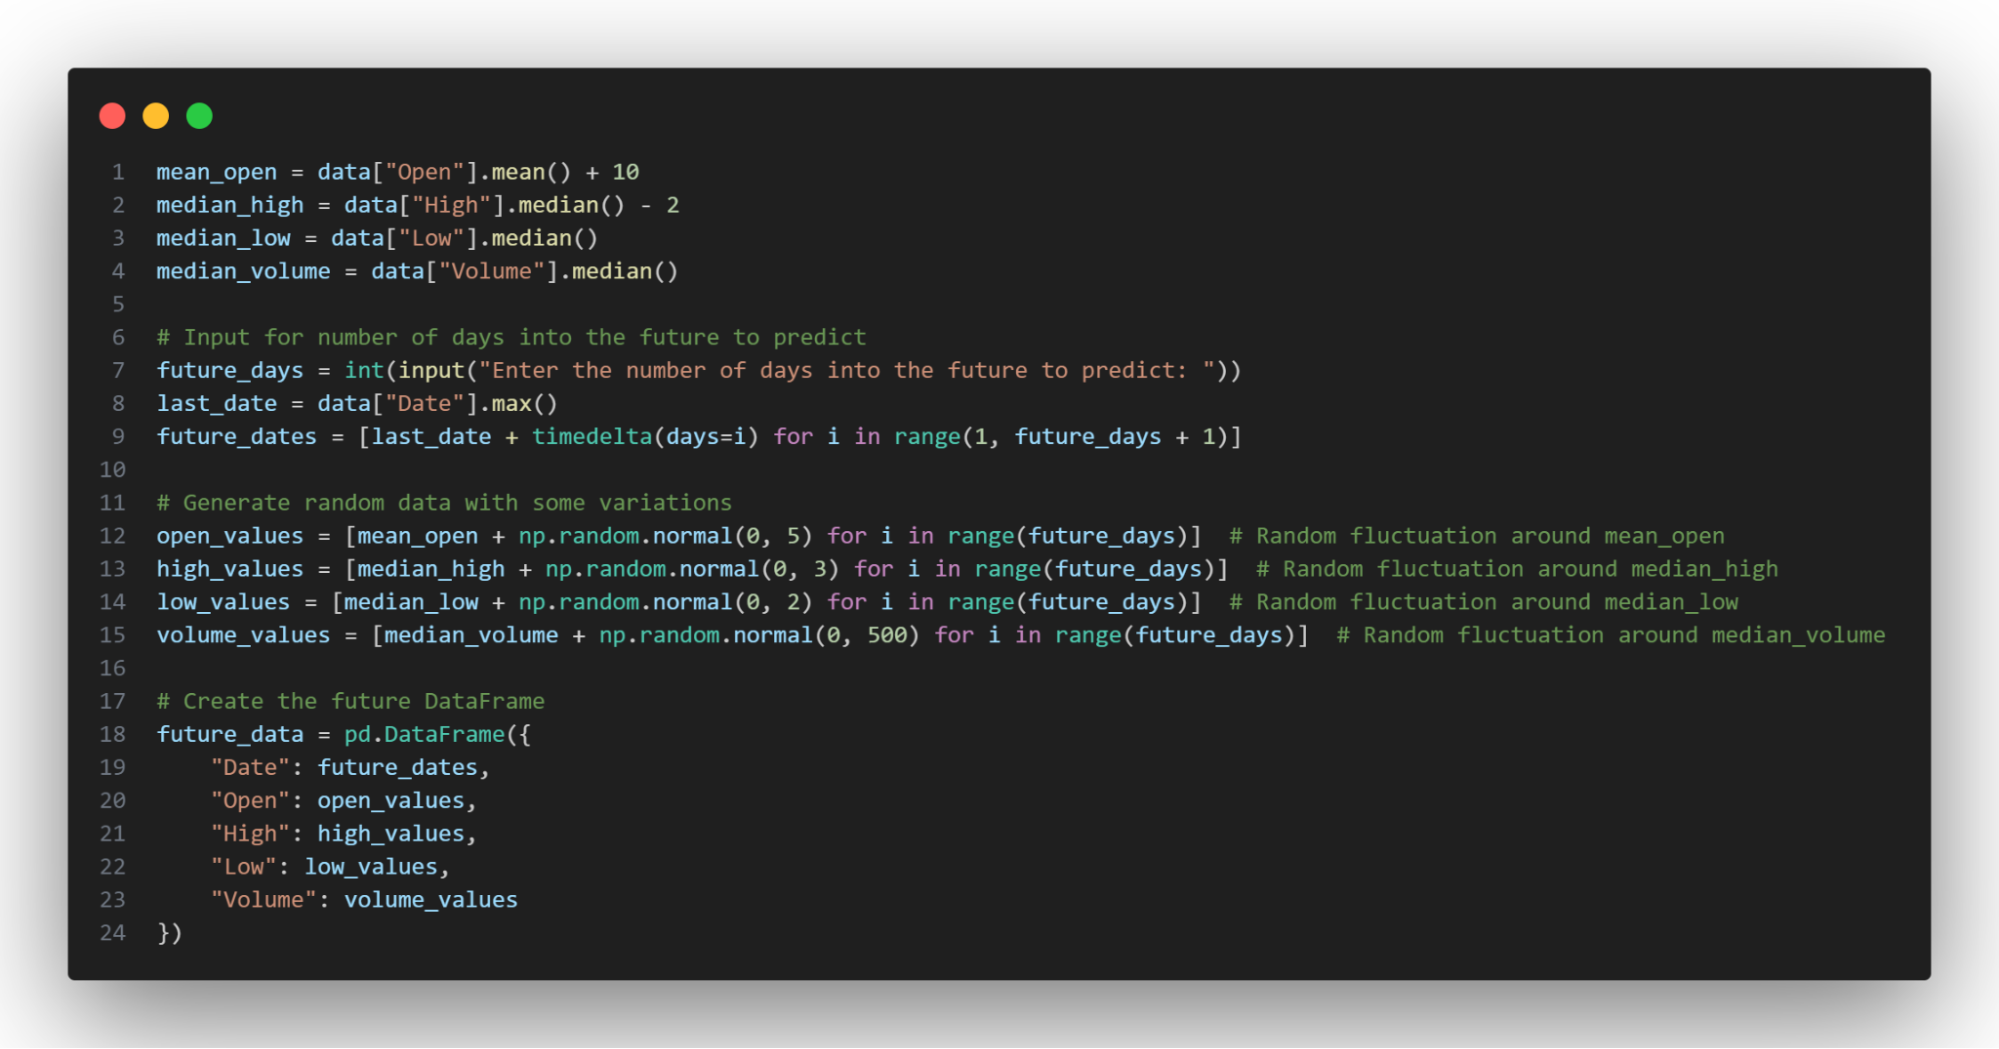 1 mean_open = data["Open"].mean() + 10
2 median_high = data["High"].median() - 2
3 median_low = data["Low"].median()
4 median_volume = data["Volume"].median()
5
6 # Input for number of days into the future to predict
7 future_days = int(input("Enter the number of days into the future to predict: "))
8 last_date = data["Date"].max()
9 future_dates = [last_date + timedelta(days=i) for i in range(1, future_days + 1)]
10
11 # Generate random data with some variations
12 open_values = [mean_open + np.random.normal(0, 5) for i in range(future_days)]  # Random fluctuation around mean_open
13 high_values = [median_high + np.random.normal(0, 3) for i in range(future_days)]  # Random fluctuation around median_high
14 low_values = [median_low + np.random.normal(0, 2) for i in range(future_days)]  # Random fluctuation around median_low
15 volume_values = [median_volume + np.random.normal(0, 500) for i in range(future_days)]  # Random fluctuation around median_volume
16
17 # Create the future DataFrame
18 future_data = pd.DataFrame({
19     "Date": future_dates,
20     "Open": open_values,
21     "High": high_values,
22     "Low": low_values,
23     "Volume": volume_values
24 })